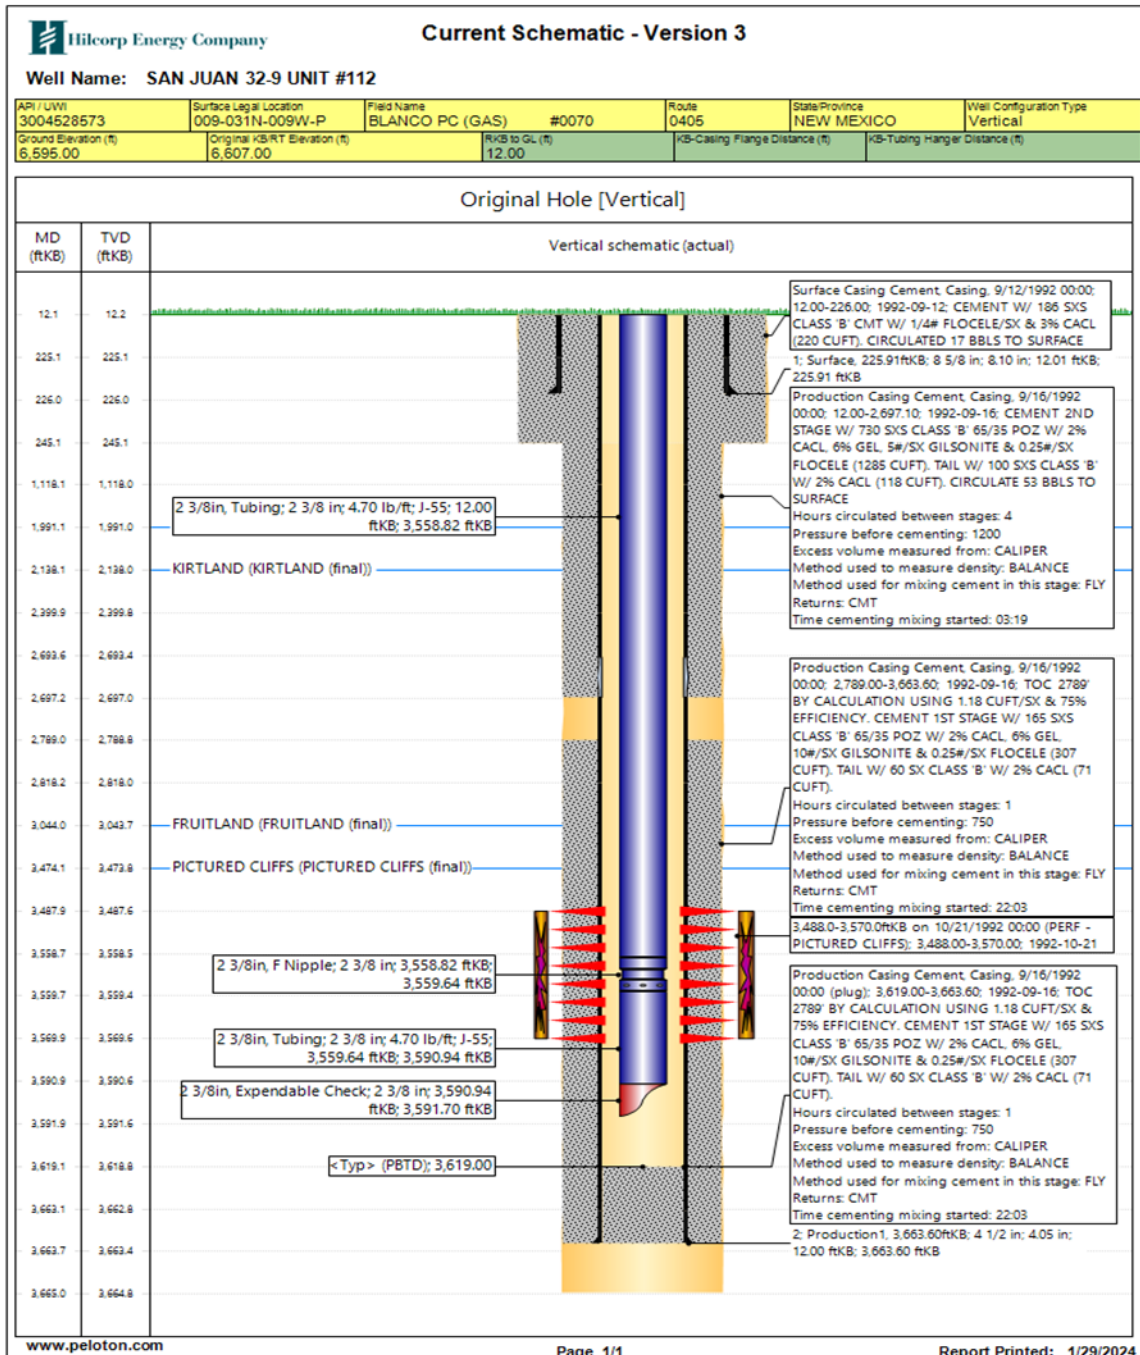 Hilcorp Energy Company
Current Schematic - Version 3
Well Name: SAN JUAN 32-9 UNIT #112
API / UWI
3004528573
Surface Legal Location
009-031N-009W-P
Field Name
BLANCO PC (GAS) #0070
Route
0405
State/Province
NEW MEXICO
Well Configuration Type
Vertical
Ground Elevation (ft)
6,595.00
Original KB/RT Elevation (ft)
6,607.00
RKB to GL (ft)
12.00
KB-Casing Flange Distance (ft)
KB-Tubing Hanger Distance (ft)
Original Hole [Vertical]
MD
(ftKB)
TVD
(ftKB)
Vertical schematic (actual)
12.1 12.2
225.1 225.1
226.0 226.0
245.1 245.1
1,118.1 1,118.0
1,991.1 1,991.0
2,138.1 2,138.0
2,399.9 2,399.8
2,693.6 2,693.4
2,697.2 2,697.0
2,789.0 2,788.8
2,818.2 2,818.0
3,044.0 3,043.7
3,474.1 3,473.8
3,487.9 3,487.6
3,558.7 3,558.5
3,559.7 3,559.4
3,569.9 3,569.6
3,590.9 3,590.6
3,591.9 3,591.6
3,619.1 3,618.8
3,663.1 3,662.8
3,663.7 3,663.4
3,665.0 3,664.8
2 3/8in, Tubing; 2 3/8 in; 4.70 lb/ft; J-55; 12.00
ftKB; 3,558.82 ftKB
KIRTLAND (KIRTLAND (final))
FRUITLAND (FRUITLAND (final))
PICTURED CLIFFS (PICTURED CLIFFS (final))
2 3/8in, F Nipple; 2 3/8 in; 3,558.82 ftKB;
3,559.64 ftKB
2 3/8in, Tubing; 2 3/8 in; 4.70 lb/ft; J-55;
3,559.64 ftKB; 3,590.94 ftKB
2 3/8in, Expendable Check; 2 3/8 in; 3,590.94
ftKB; 3,591.70 ftKB
<Typ> (PBTD); 3,619.00
Surface Casing Cement, Casing, 9/12/1992 00:00;
12.00-226.00; 1992-09-12; CEMENT W/ 186 SXS
CLASS 'B' CMT W/ 1/4# FLOCELE/SX & 3% CACL
(220 CUFT). CIRCULATED 17 BBLS TO SURFACE
1; Surface, 225.91ftKB; 8 5/8 in; 8.10 in; 12.01 ftKB;
225.91 ftKB
Production Casing Cement, Casing, 9/16/1992
00:00; 12.00-2,697.10; 1992-09-16; CEMENT 2ND
STAGE W/ 730 SXS CLASS 'B' 65/35 POZ W/ 2%
CACL, 6% GEL, 5#/SX GILSONITE & 0.25#/SX
FLOCELE (1285 CUFT). TAIL W/ 100 SXS CLASS 'B'
W/ 2% CACL (118 CUFT). CIRCULATE 53 BBLS TO
SURFACE
Hours circulated between stages: 4
Pressure before cementing: 1200
Excess volume measured from: CALIPER
Method used to measure density: BALANCE
Method used for mixing cement in this stage: FLY
Returns: CMT
Time cementing mixing started: 03:19
Production Casing Cement, Casing, 9/16/1992
00:00; 2,789.00-3,663.60; 1992-09-16; TOC 2789'
BY CALCULATION USING 1.18 CUFT/SX & 75%
EFFICIENCY. CEMENT 1ST STAGE W/ 165 SXS
CLASS 'B' 65/35 POZ W/ 2% CACL, 6% GEL,
10#/SX GILSONITE & 0.25#/SX FLOCELE (307
CUFT). TAIL W/ 60 SX CLASS 'B' W/ 2% CACL (71
CUFT).
Hours circulated between stages: 1
Pressure before cementing: 750
Excess volume measured from: CALIPER
Method used to measure density: BALANCE
Method used for mixing cement in this stage: FLY
Returns: CMT
Time cementing mixing started: 22:03
3,488.0-3,570.0ftKB on 10/21/1992 00:00 (PERF -
PICTURED CLIFFS); 3,488.00-3,570.00; 1992-10-21
Production Casing Cement, Casing, 9/16/1992
00:00 (plug); 3,619.00-3,663.60; 1992-09-16; TOC
2789' BY CALCULATION USING 1.18 CUFT/SX &
75% EFFICIENCY. CEMENT 1ST STAGE W/ 165 SXS
CLASS 'B' 65/35 POZ W/ 2% CACL, 6% GEL,
10#/SX GILSONITE & 0.25#/SX FLOCELE (307
CUFT). TAIL W/ 60 SX CLASS 'B' W/ 2% CACL (71
CUFT).
Hours circulated between stages: 1
Pressure before cementing: 750
Excess volume measured from: CALIPER
Method used to measure density: BALANCE
Method used for mixing cement in this stage: FLY
Returns: CMT
Time cementing mixing started: 22:03
2; Production1, 3,663.60ftKB; 4 1/2 in; 4.05 in;
12.00 ftKB; 3,663.60 ftKB
www.peloton.com
Page 1/1
Report Printed: 1/29/2024